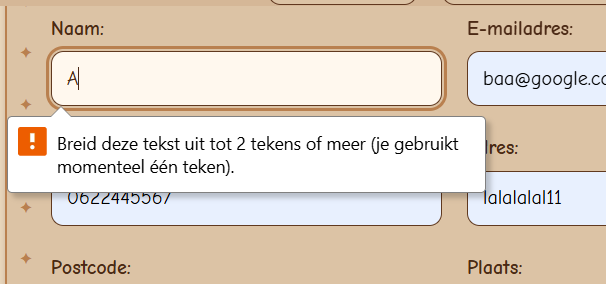 Naam:
E-mailadres:
A
baa@google.co
Breid deze tekst uit tot 2 tekens of meer (je gebruikt
momenteel één teken).
dres:
0622445567
lalalalal11
Postcode:
Plaats: